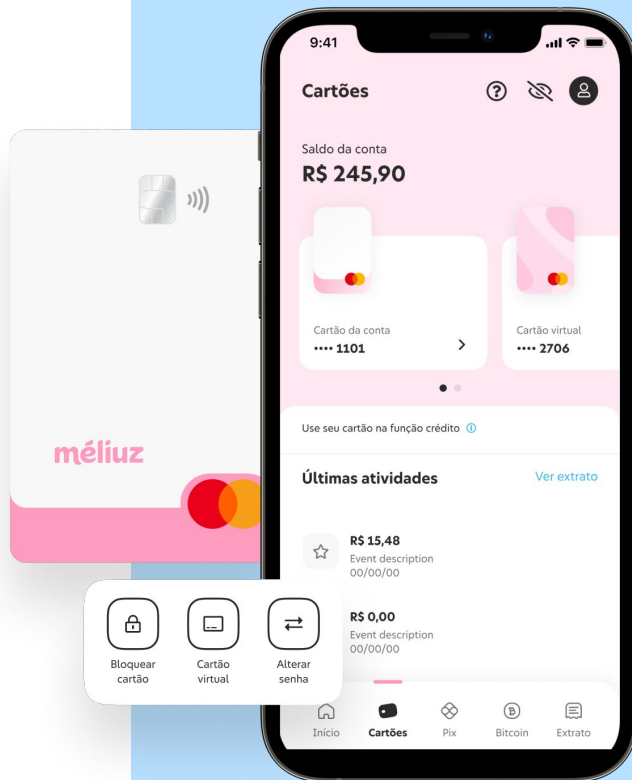 9:41
Cartões
Saldo da conta
R$ 245,90
Cartão da conta
•••• 1101
Cartão virtual
•••• 2706
Use seu cartão na função crédito
Últimas atividades
Ver extrato
R$ 15,48
Event description
00/00/00
R$ 0,00
Event description
00/00/00
Início
Cartões
Pix
Bitcoin
Extrato
méliuz
Bloquear
cartão
Cartão
virtual
Alterar
senha